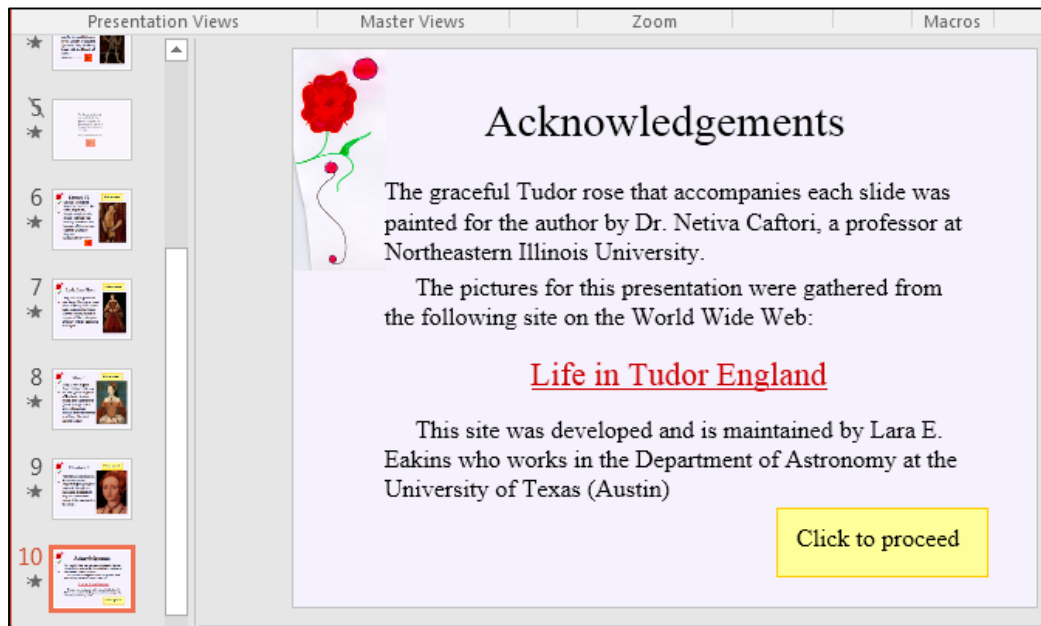 Presentation Views
Master Views
Zoom
Macros
5
6
7
8
9
10
Acknowledgements
The graceful Tudor rose that accompanies each slide was
painted for the author by Dr. Netiva Caftori, a professor at
Northeastern Illinois University.
The pictures for this presentation were gathered from
the following site on the World Wide Web:
Life in Tudor England
This site was developed and is maintained by Lara E.
Eakins who works in the Department of Astronomy at the
University of Texas (Austin)
Click to proceed